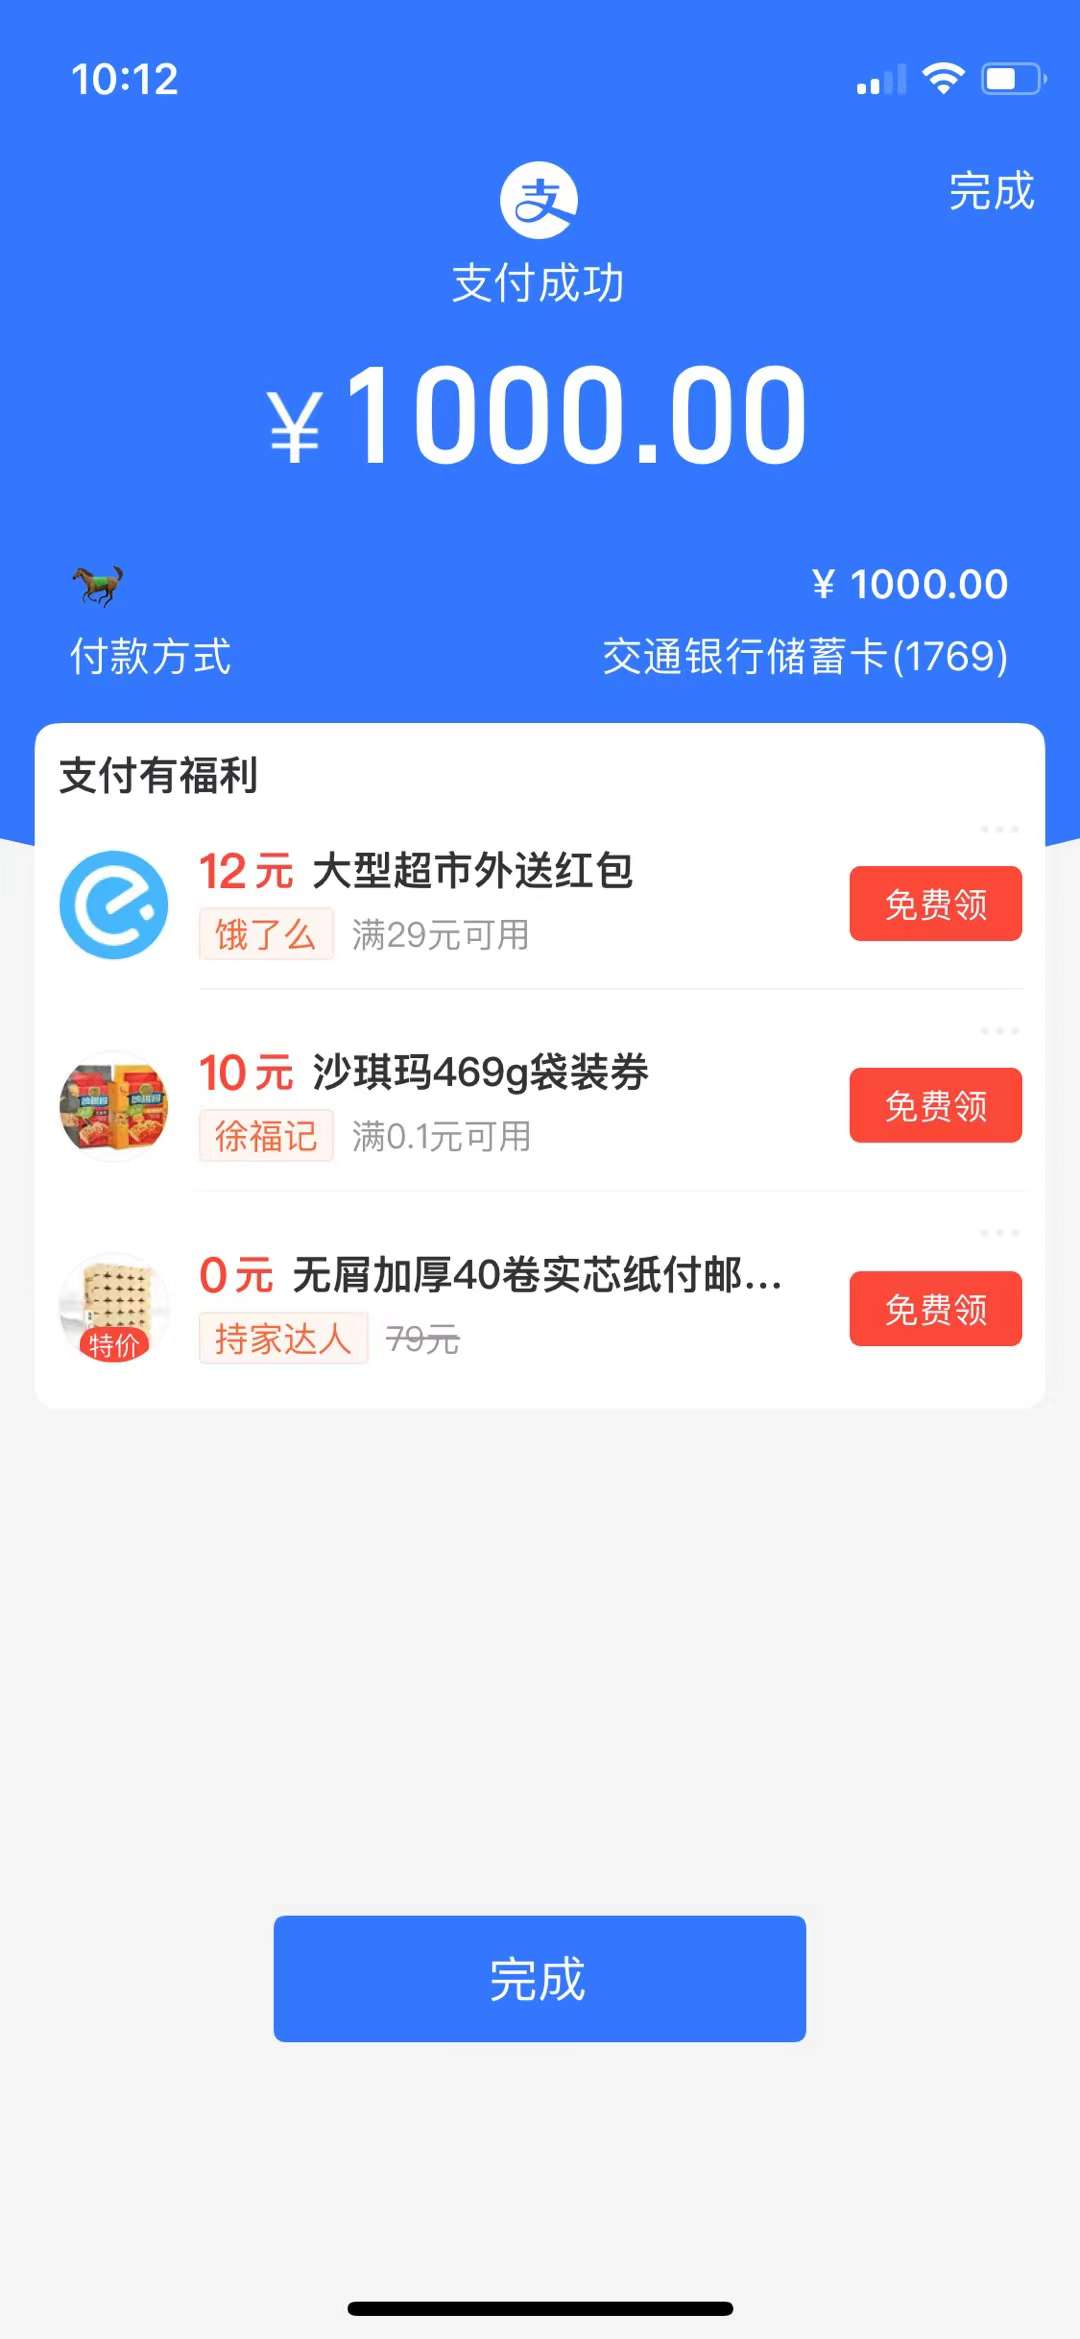 10:12
完成
支
支付成功
¥1000.00
¥ 1000.00
付款方式 交通银行储蓄卡(1769)
支付有福利
12元 大型超市外送红包
饿了么 满29元可用
免费领
10元 沙琪玛469g袋装券
徐福记 满0.1元可用
免费领
0元 无屑加厚40卷实芯纸付邮...
特价
持家达人 79元
免费领
完成